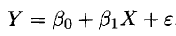 Y = β₀ + β₁X + ε.